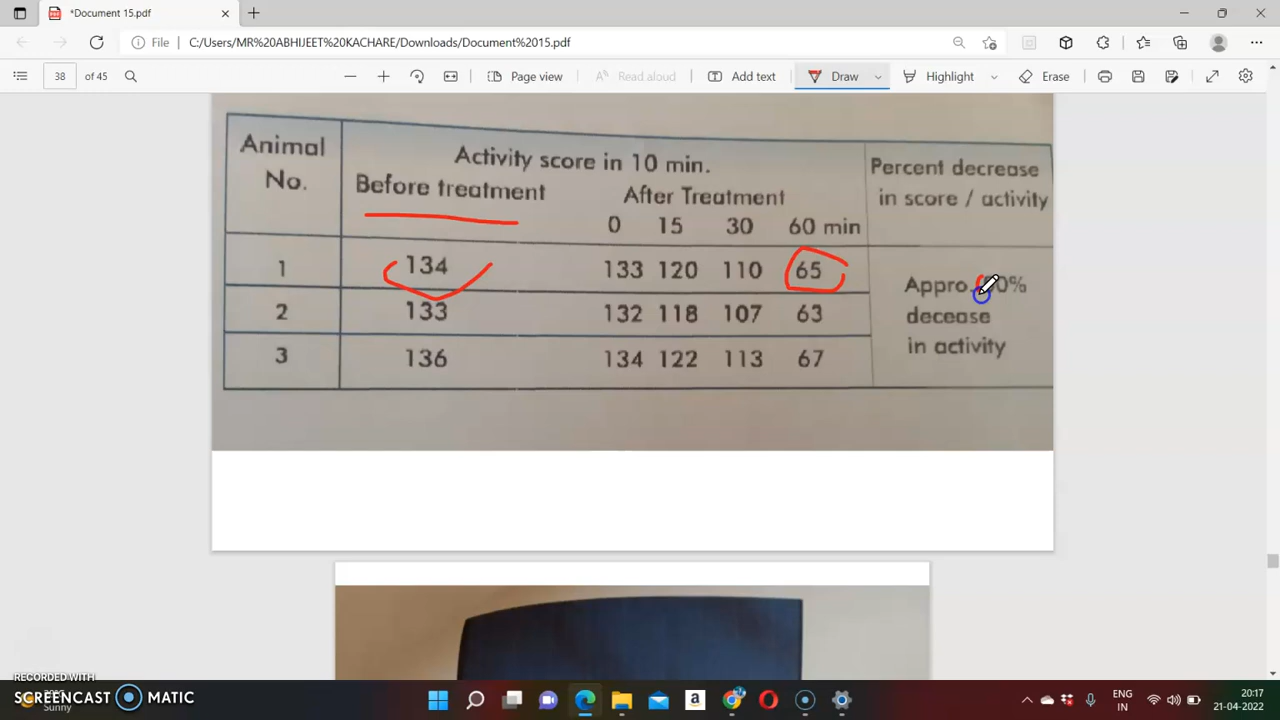 *Document 15.pdf
File
C:/Users/MR%20ABHIJEET%20KACHARE/Downloads/Document%2015.pdf
38 of 45
Page view
Read aloud
Add text
Draw
Highlight
Erase
Animal No.
Activity score in 10 min.
Percent decrease in score / activity
Before treatment
After Treatment
0 15 30 60 min
1 134 133 120 110 65
Appro. 0%
decease
in activity
2 133 132 118 107 63
3 136 134 122 113 67
RECORDED WITH
SCREENCAST MATIC
Sunny
ENG
IN
20:17
21-04-2022